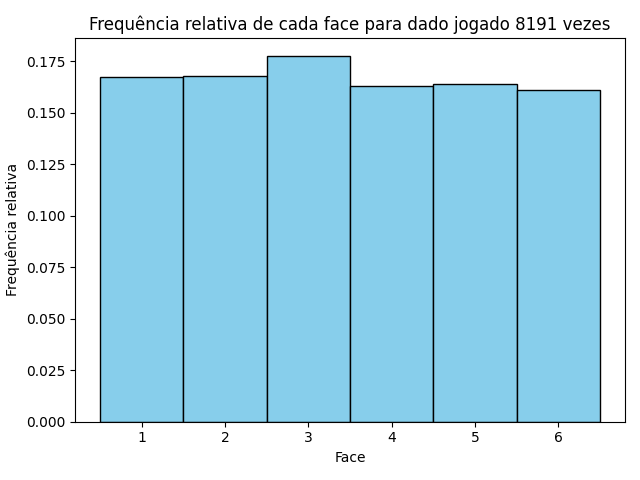 Frequência relativa de cada face para dado jogado 8191 vezes
0.175
0.150
0.125
0.100
0.075
0.050
0.025
0.000
Frequência relativa
1 2 3 4 5 6
Face